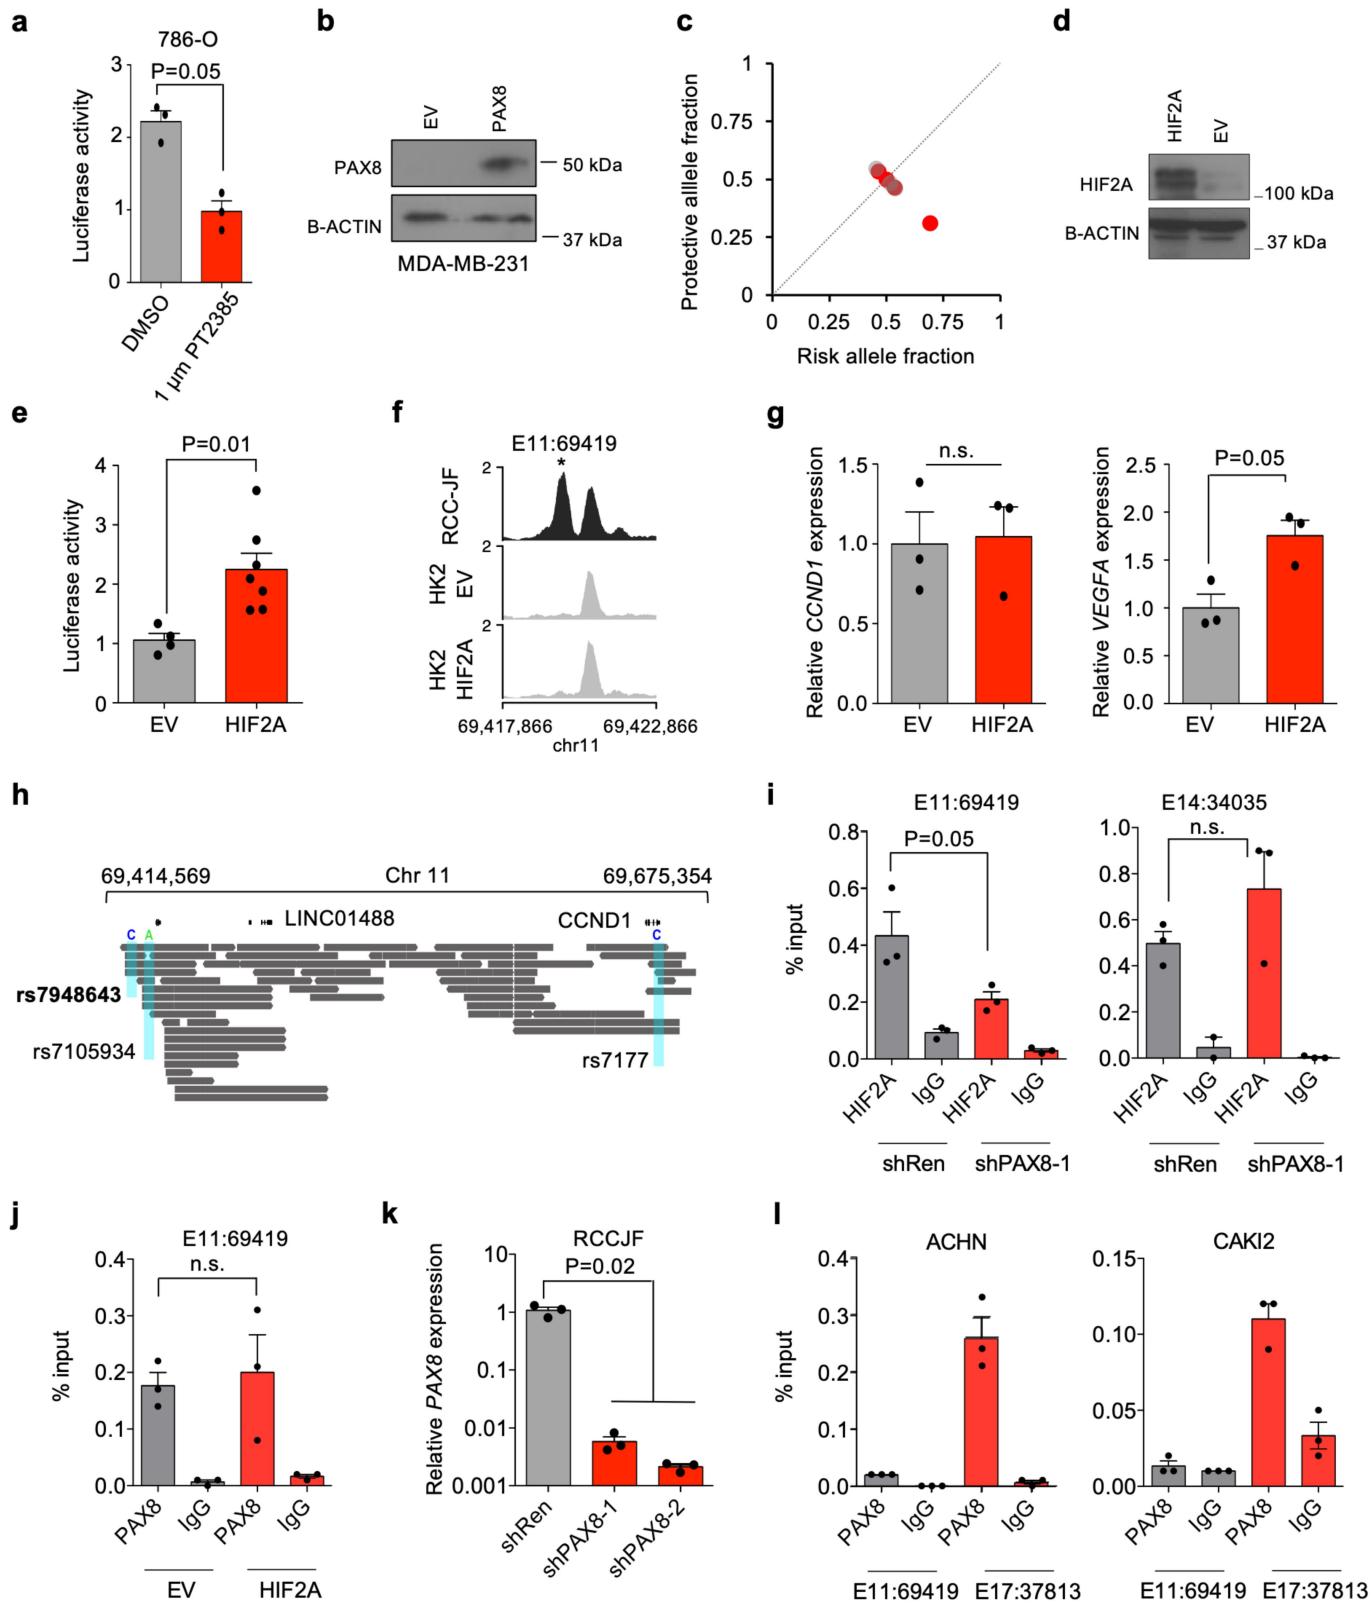 a
786-O
P=0.05
Luciferase activity
3
2
1
0
DMSO
1 μm PT2385
b
EV
PAX8
PAX8
50 kDa
B-ACTIN
37 kDa
MDA-MB-231
c
Protective allele fraction
1
0.75
0.5
0.25
0
0
0.25
0.5
0.75
1
Risk allele fraction
d
HIF2A
EV
HIF2A
100 kDa
B-ACTIN
37 kDa
e
P=0.01
Luciferase activity
4
3
2
1
0
EV
HIF2A
f
E11:69419
*
RCC-JF
2
HK2
EV
2
HK2
HIF2A
2
69,417,866
69,422,866
chr11
g
n.s.
Relative CCND1 expression
1.5
1.0
0.5
0.0
EV
HIF2A
P=0.05
Relative VEGFA expression
2.5
2.0
1.5
1.0
0.5
0.0
EV
HIF2A
h
69,414,569
Chr 11
69,675,354
LINC01488
CCND1
C
A
C
rs7948643
rs7105934
rs7177
i
E11:69419
P=0.05
% input
0.8
0.6
0.4
0.2
0.0
HIF2A
IgG
HIF2A
IgG
shRen
shPAX8-1
E14:34035
n.s.
1.0
0.8
0.6
0.4
0.2
0.0
HIF2A
IgG
HIF2A
IgG
shRen
shPAX8-1
j
E11:69419
n.s.
% input
0.4
0.3
0.2
0.1
0.0
PAX8
IgG
PAX8
IgG
EV
HIF2A
k
RCCJF
P=0.02
Relative PAX8 expression
10
1
0.1
0.01
0.001
shRen
shPAX8-1
shPAX8-2
l
ACHN
% input
0.4
0.3
0.2
0.1
0.0
PAX8
IgG
PAX8
IgG
E11:69419
E17:37813
CAKI2
0.15
0.10
0.05
0.00
PAX8
IgG
PAX8
IgG
E11:69419
E17:37813